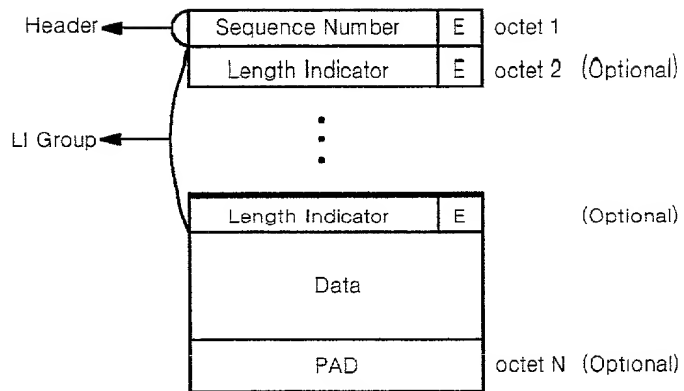 Header Sequence Number E octet 1
Length Indicator E octet 2 (Optional)
LI Group
Length Indicator E (Optional)
Data
PAD octet N (Optional)